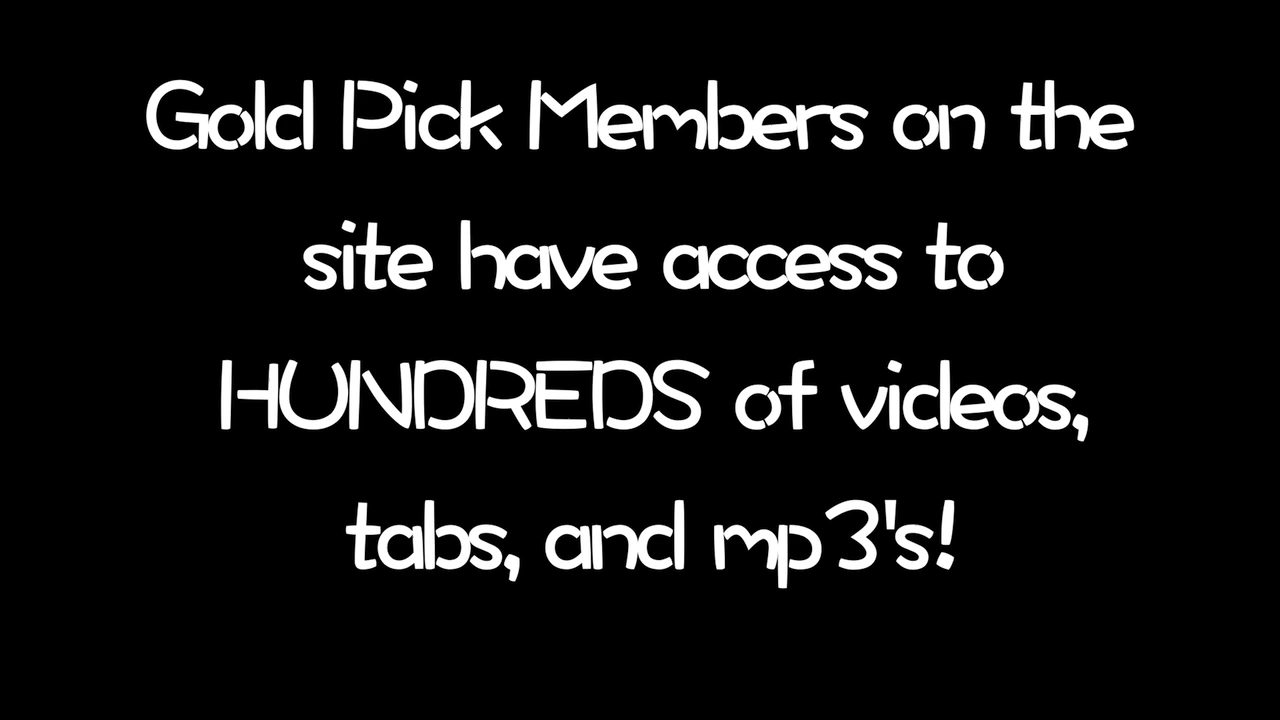 Gold Pick Members on the
site have access to
HUNDREDS of videos,
tabs, and mp3's!